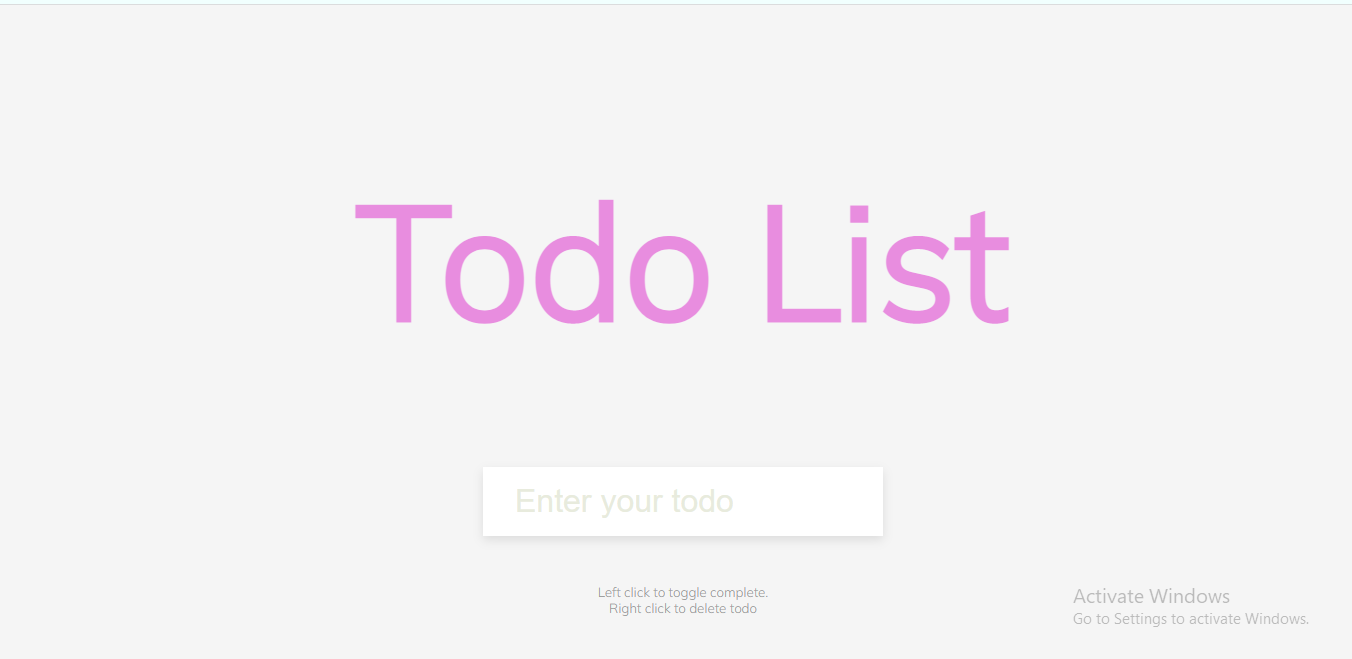 Todo List
Enter your todo
Left click to toggle complete.
Right click to delete todo
Activate Windows
Go to Settings to activate Windows.